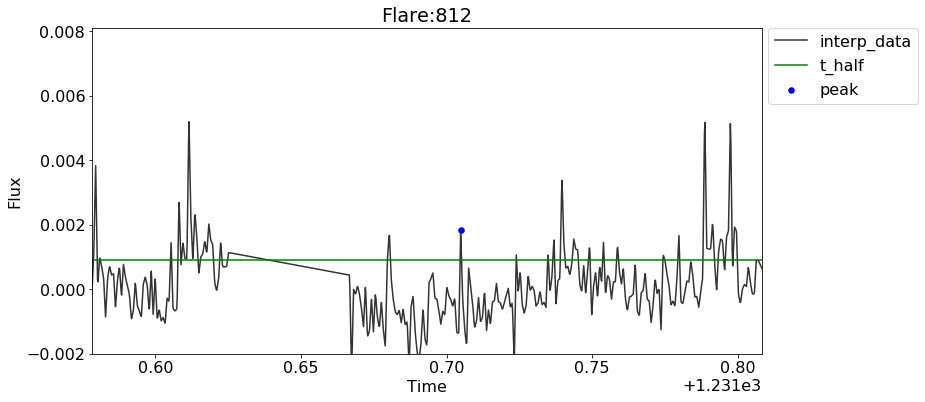 Flare:812
interp_data
t_half
peak
0.008
0.006
0.004
0.002
0.000
−0.002
Flux
0.60
0.65
0.70
0.75
0.80
Time
+1.231e3